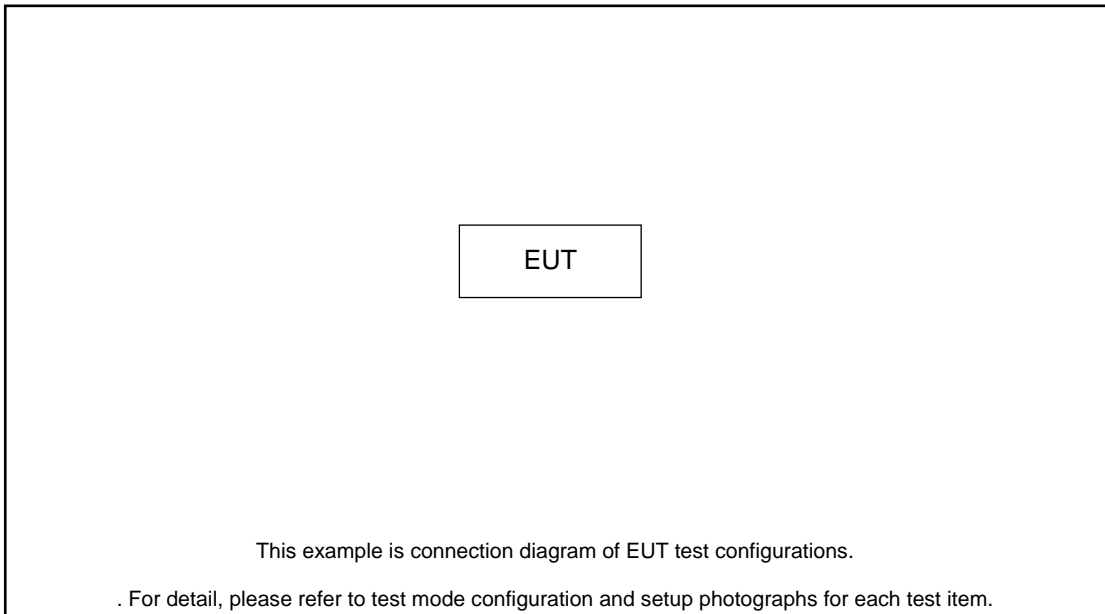 EUT
This example is connection diagram of EUT test configurations.
. For detail, please refer to test mode configuration and setup photographs for each test item.